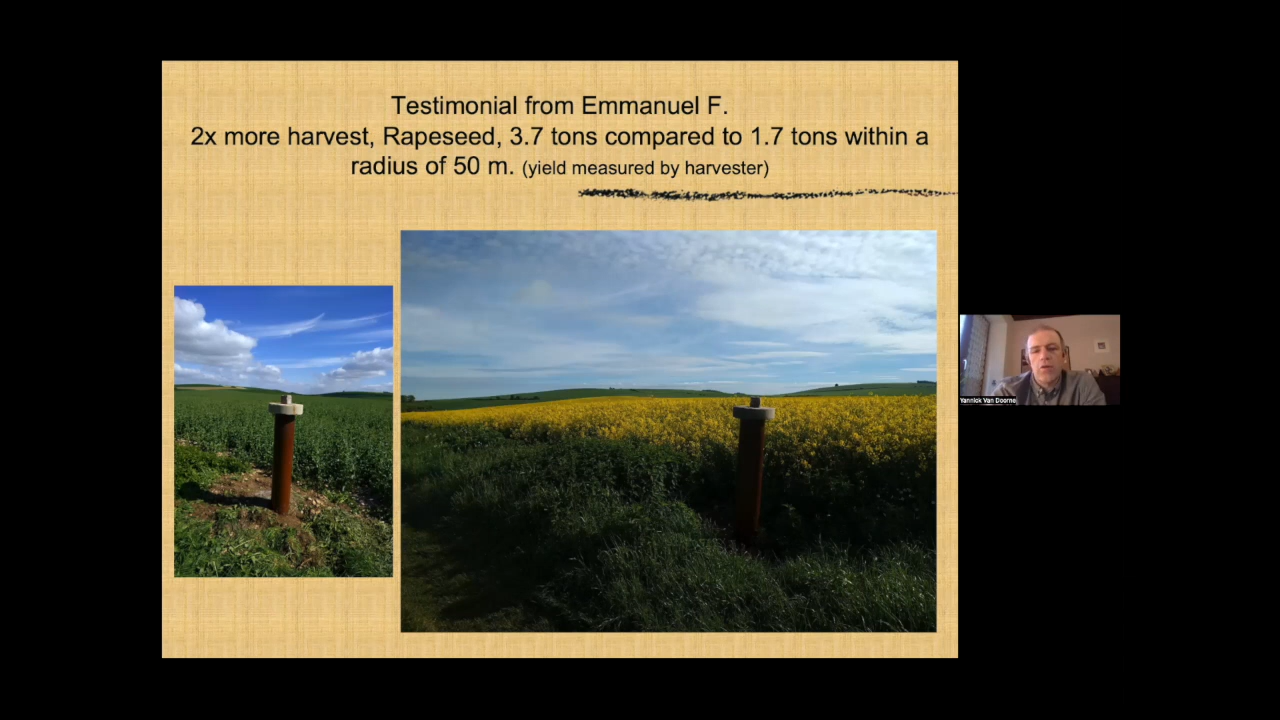 Testimonial from Emmanuel F.
2x more harvest, Rapeseed, 3.7 tons compared to 1.7 tons within a
radius of 50 m. (yield measured by harvester)
Yannick Van Doorne